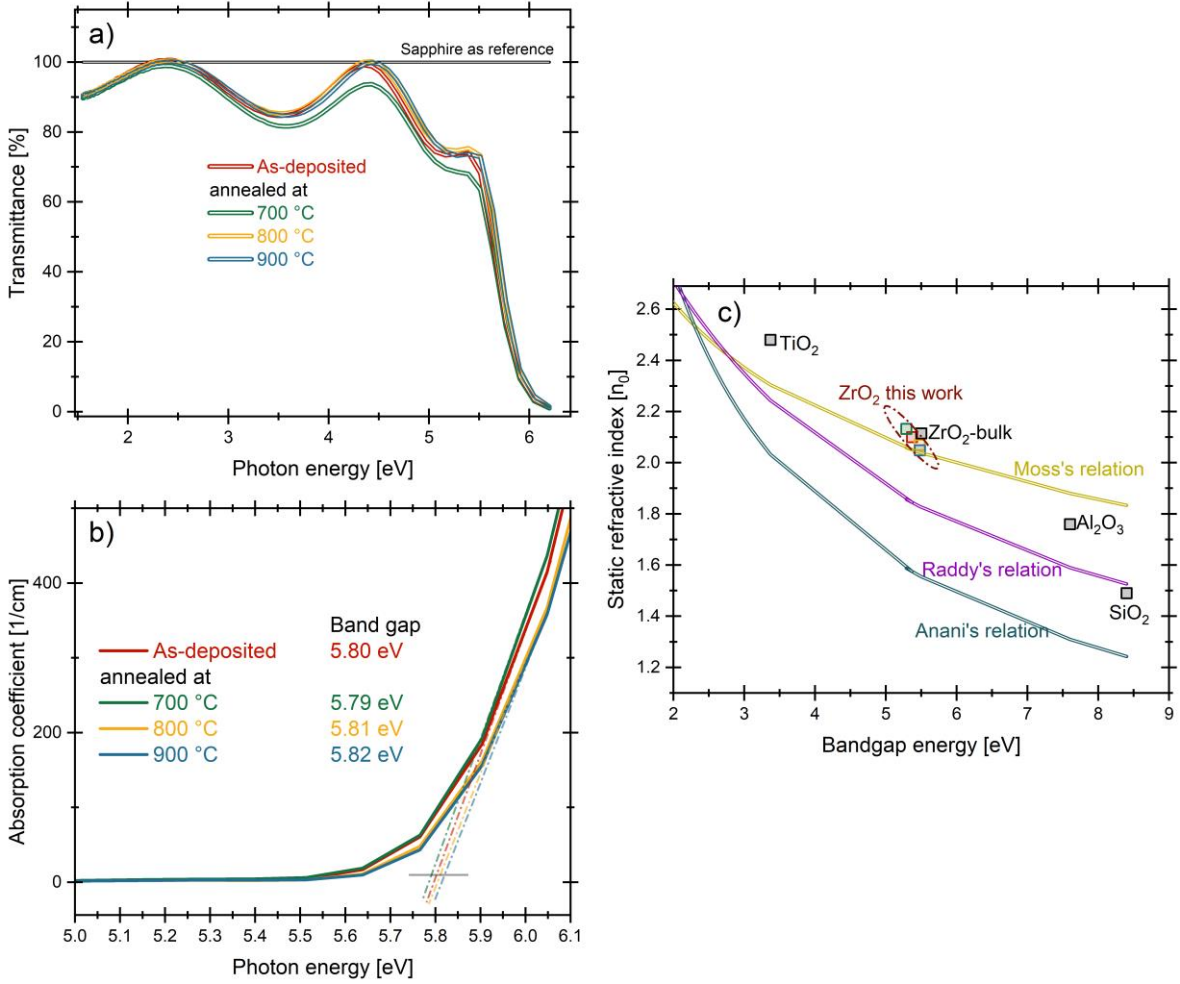 a)
Sapphire as reference
100
80
60
40
20
0
Transmittance [%]
As-deposited
annealed at
700 °C
800 °C
900 °C
2 3 4 5 6
Photon energy [eV]
b)
400
200
0
Absorption coefficient [1/cm]
Band gap
As-deposited 5.80 eV
annealed at
700 °C 5.79 eV
800 °C 5.81 eV
900 °C 5.82 eV
5.0 5.1 5.2 5.3 5.4 5.5 5.6 5.7 5.8 5.9 6.0 6.1
Photon energy [eV]
c)
2.6
2.4
2.2
2.0
1.8
1.6
1.4
1.2
Static refractive index [n₀]
TiO₂
ZrO₂ this work
ZrO₂-bulk
Moss's relation
Al₂O₃
Raddy's relation
SiO₂
Anani's relation
2 3 4 5 6 7 8 9
Bandgap energy [eV]